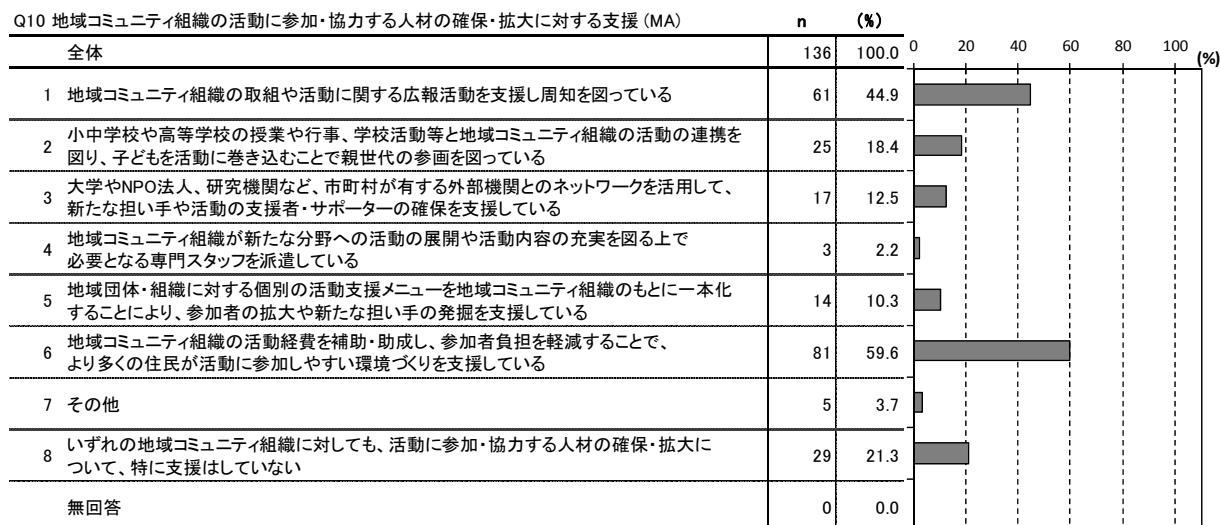 Q10 地域コミュニティ組織の活動に参加・協力する人材の確保・拡大に対する支援(MA) n (%)
全体 136 100.0 0 20 40 60 80 100 (%)
1 地域コミュニティ組織の取組や活動に関する広報活動を支援し周知を図っている 61 44.9
小中学校や高等学校の授業や行事、学校活動等と地域コミュニティ組織の活動の連携を
2 図り、子どもを活動に巻き込むことで親世代の参画を図っている 25 18.4
大学やNPO法人、研究機関など、市町村が有する外部機関とのネットワークを活用して、
3 新たな担い手や活動の支援者・サポーターの確保を支援している 17 12.5
地域コミュニティ組織が新たな分野への活動の展開や活動内容の充実を図る上で
4 必要となる専門スタッフを派遣している 3 2.2
地域団体・組織に対する個別の活動支援メニューを地域コミュニティ組織のもとに一本化
5 することにより、参加者の拡大や新たな担い手の発掘を支援している 14 10.3
地域コミュニティ組織の活動経費を補助・助成し、参加者負担を軽減することで、
6 より多くの住民が活動に参加しやすい環境づくりを支援している 81 59.6
7 その他 5 3.7
いずれの地域コミュニティ組織に対しても、活動に参加・協力する人材の確保・拡大に
8 ついて、特に支援はしていない 29 21.3
無回答 0 0.0